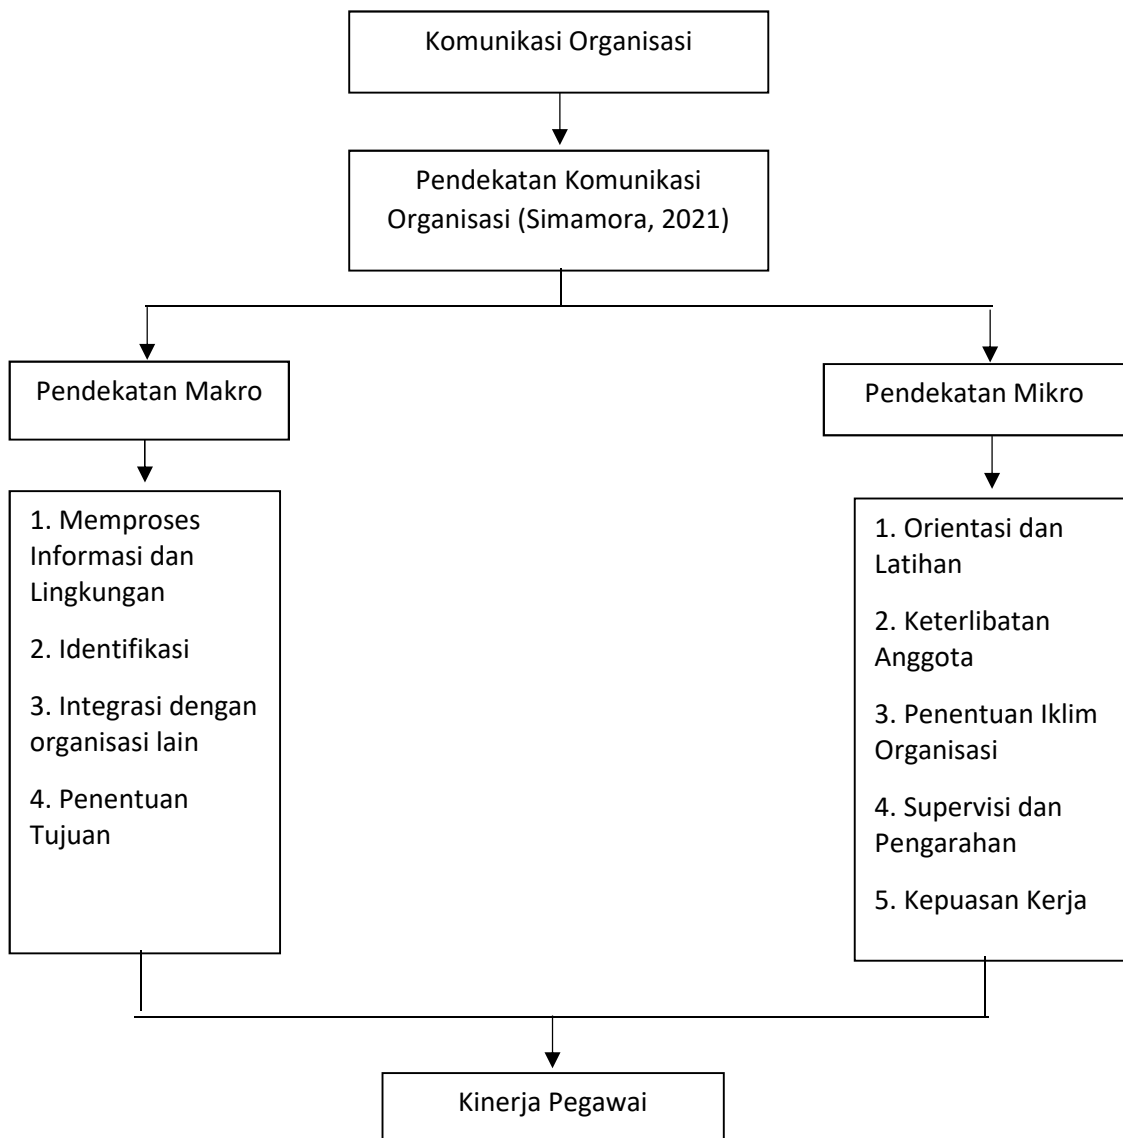 Komunikasi Organisasi
Pendekatan Komunikasi
Organisasi (Simamora, 2021)
Pendekatan Makro
Pendekatan Mikro
1. Memproses
Informasi dan
Lingkungan
2. Identifikasi
3. Integrasi dengan
organisasi lain
4. Penentuan
Tujuan
1. Orientasi dan
Latihan
2. Keterlibatan
Anggota
3. Penentuan Iklim
Organisasi
4. Supervisi dan
Pengarahan
5. Kepuasan Kerja
Kinerja Pegawai